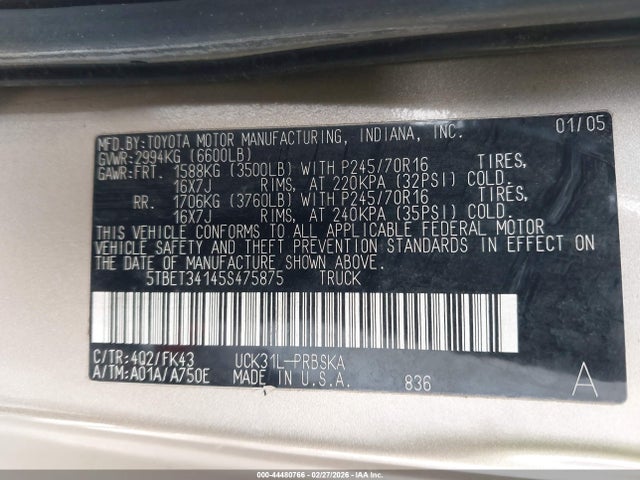 MFD.BY:TOYOTA MOTOR MANUFACTURING, INDIANA, INC. 01/05
GVWR:2994KG (6600LB)
GAWR:FRT. 1588KG (3500LB) WITH P245/70R16 TIRES,
16X7J RIMS, AT 220KPA (32PSI) COLD.
RR. 1706KG (3760LB) WITH P245/70R16 TIRES,
16X7J RIMS, AT 240KPA (35PSI) COLD.
THIS VEHICLE CONFORMS TO ALL APPLICABLE FEDERAL MOTOR
VEHICLE SAFETY AND THEFT PREVENTION STANDARDS IN EFFECT ON
THE DATE OF MANUFACTURE SHOWN ABOVE.
5TBET34145S475875 TRUCK
C/TR:4Q2/FK43 UCK31L-PRBSKA
A/TM:A01A/A750E MADE IN U.S.A. 836 A
000-44480766 - 02/27/2026 - IAAI.COM